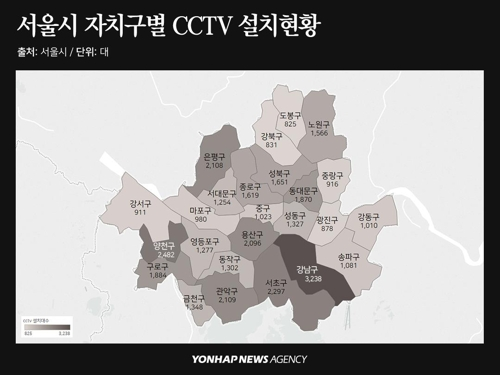 서울시 자치구별 CCTV 설치현황
출처: 서울시 / 단위: 대
도봉구
825
노원구
1,566
강북구
831
은평구
2,108
성북구
1,651
중랑구
916
종로구
1,619
동대문구
1,870
서대문구
1,254
강서구
911
마포구
980
중구
1,023
성동구
1,327
광진구
878
강동구
1,010
양천구
2,482
영등포구
1,277
용산구
2,096
구로구
1,884
동작구
1,302
강남구
3,238
송파구
1,081
금천구
1,348
관악구
2,109
서초구
2,297
825
3,238
YONHAP NEWS AGENCY